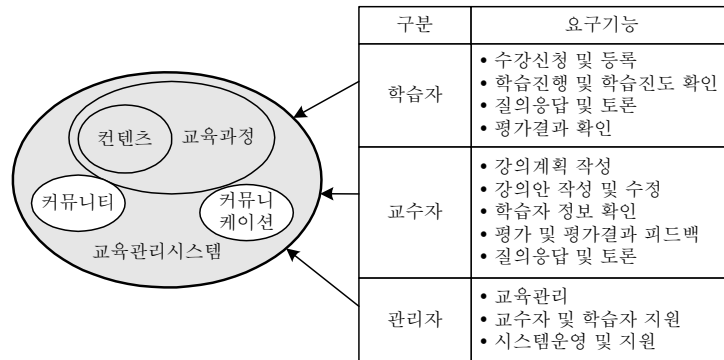 구분 요구기능
학습자
• 수강신청 및 등록
• 학습진행 및 학습진도 확인
• 질의응답 및 토론
• 평가결과 확인
교수자
• 강의계획 작성
• 강의안 작성 및 수정
• 학습자 정보 확인
• 평가 및 평가결과 피드백
• 질의응답 및 토론
관리자
• 교육관리
• 교수자 및 학습자 지원
• 시스템운영 및 지원
컨텐츠
교육과정
커뮤니티
커뮤니
케이션
교육관리시스템